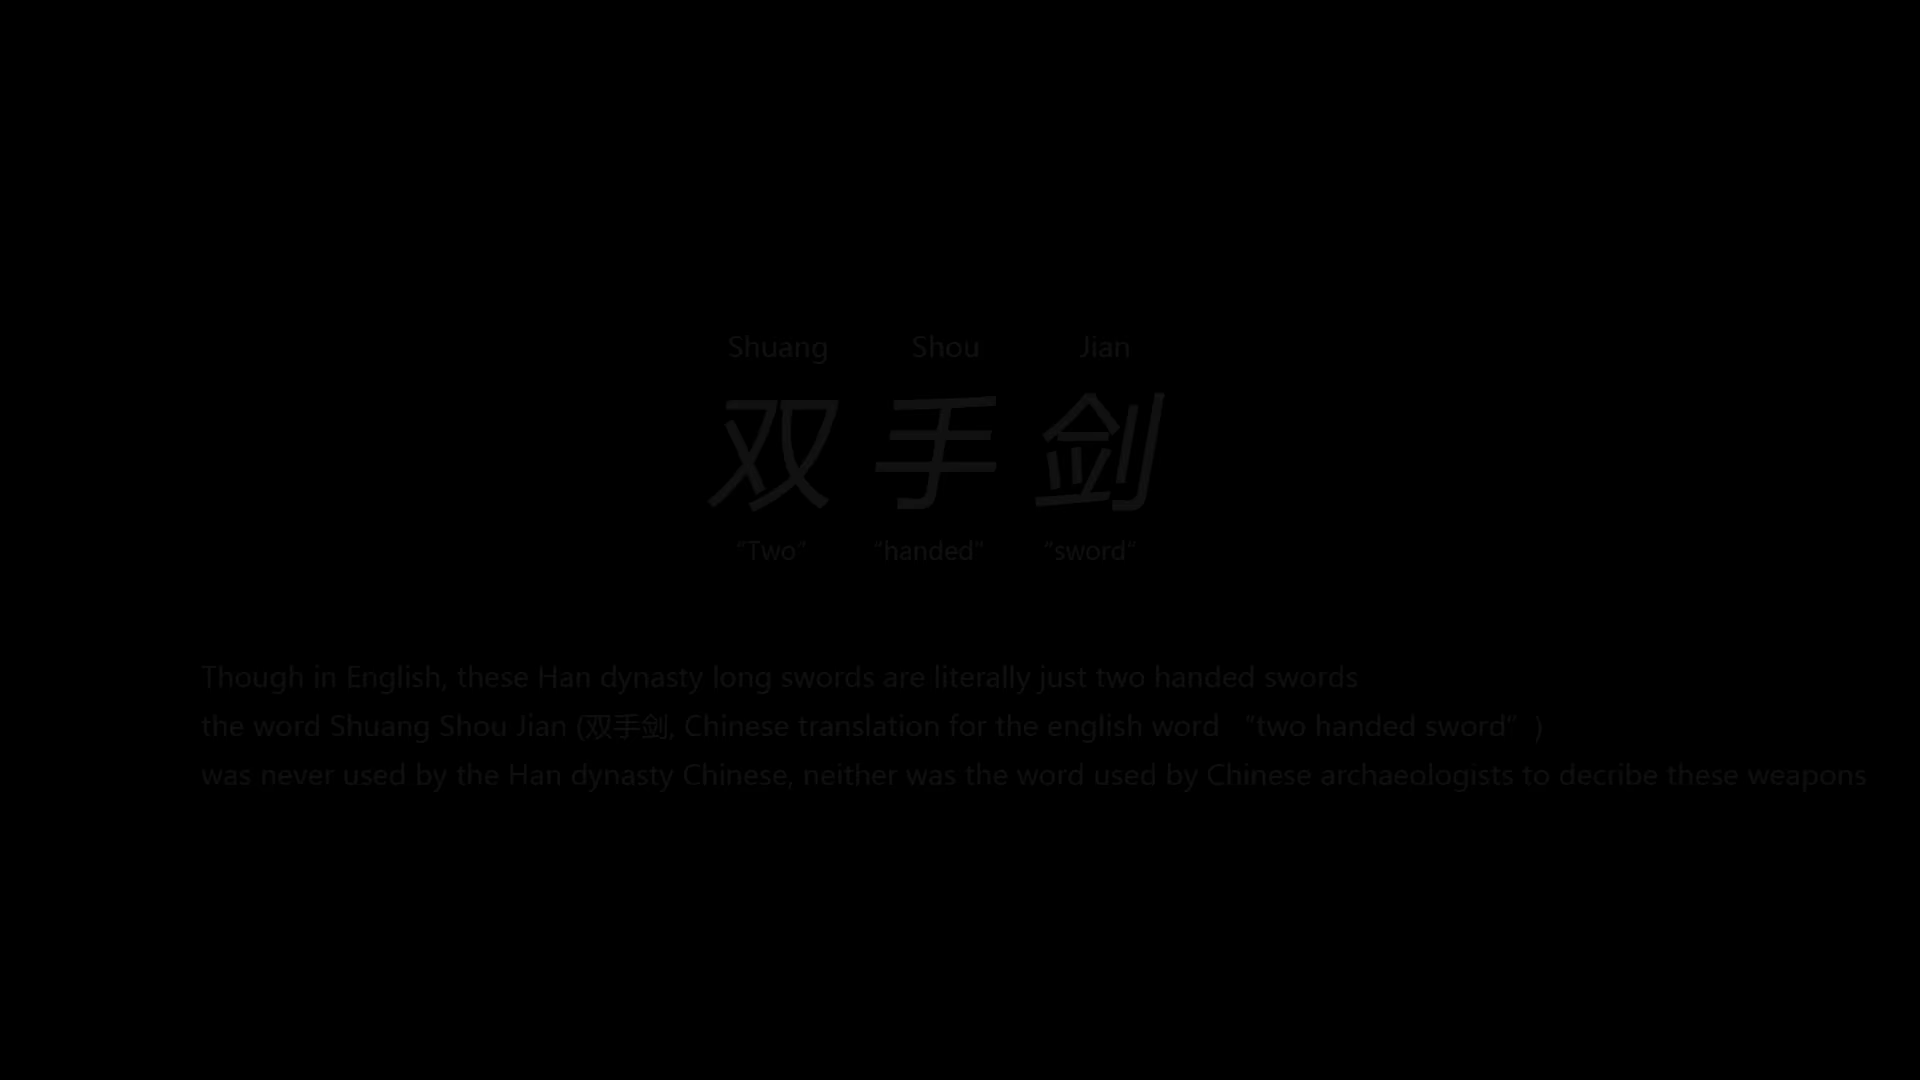 Shuang Shou Jian
双手剑
“Two” “handed” “sword”
Though in English, these Han dynasty long swords are literally just two handed swords
the word Shuang Shou Jian (双手剑, Chinese translation for the english word “two handed sword” )
was never used by the Han dynasty Chinese, neither was the word used by Chinese archaeologists to decribe these weapons